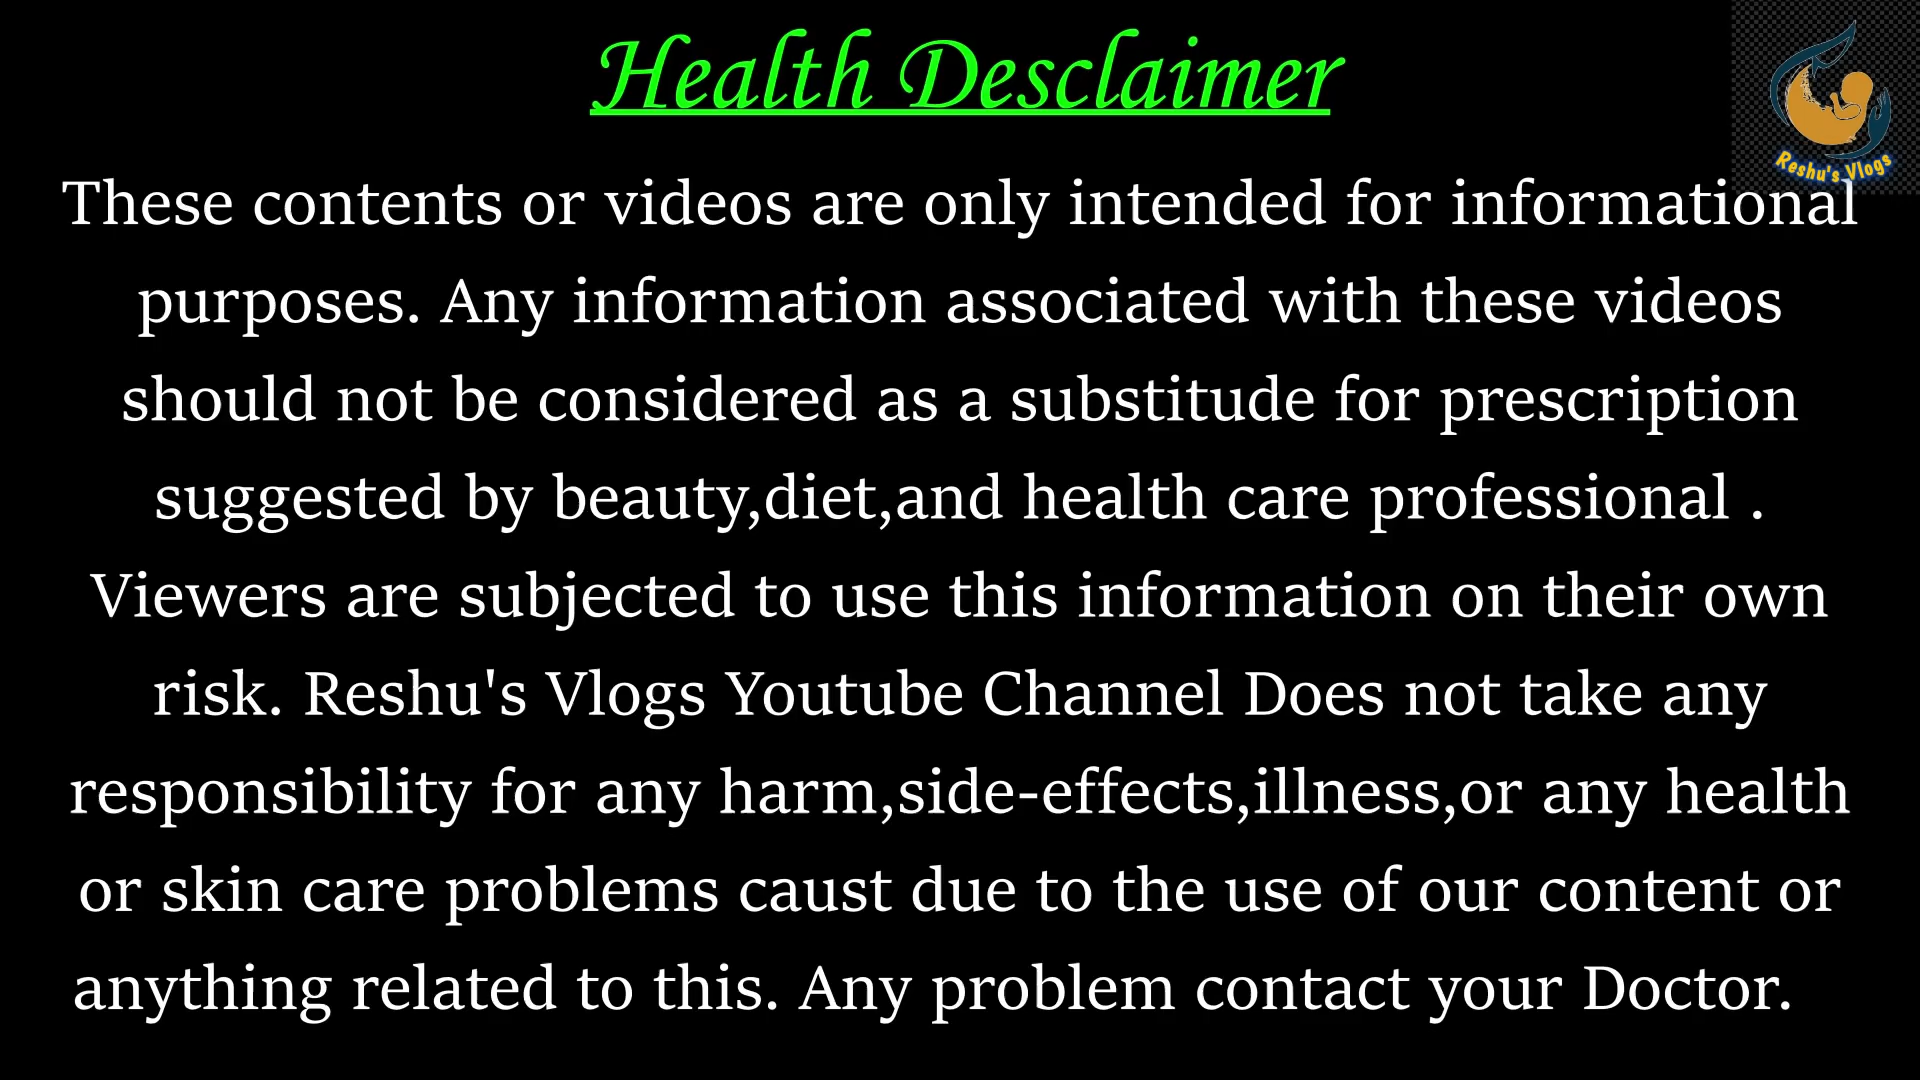 Health Desclaimer
Reshu's Vlogs
These contents or videos are only intended for informational
purposes. Any information associated with these videos
should not be considered as a substitude for prescription
suggested by beauty,diet,and health care professional .
Viewers are subjected to use this information on their own
risk. Reshu's Vlogs Youtube Channel Does not take any
responsibility for any harm,side-effects,illness,or any health
or skin care problems caust due to the use of our content or
anything related to this. Any problem contact your Doctor.